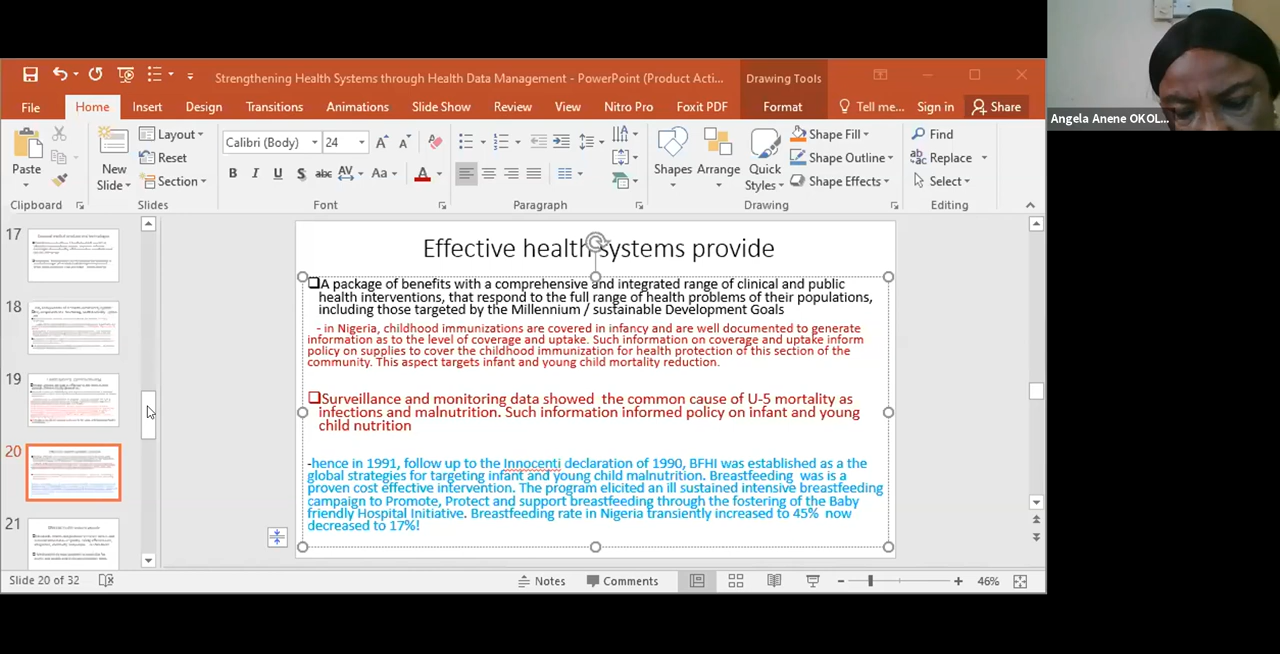 Strengthening Health Systems through Health Data Management - PowerPoint (Product Acti...
Drawing Tools
File
Home
Insert
Design
Transitions
Animations
Slide Show
Review
View
Nitro Pro
Foxit PDF
Format
Tell me...
Sign in
Share
Angela Anene OKOL...
Paste
New
Slide
Layout
Reset
Section
Calibri (Body)
24
B I U S abc AV Aa A
Shapes
Arrange
Quick
Styles
Shape Fill
Shape Outline
Shape Effects
Find
Replace
Select
Clipboard
Slides
Font
Paragraph
Drawing
Editing
17
18
19
20
21
Effective health systems provide
A package of benefits with a comprehensive and integrated range of clinical and public
health interventions, that respond to the full range of health problems of their populations,
including those targeted by the Millennium / sustainable Development Goals
- in Nigeria, childhood immunizations are covered in infancy and are well documented to generate
information as to the level of coverage and uptake. Such information on coverage and uptake inform
policy on supplies to cover the childhood immunization for health protection of this section of the
community. This aspect targets infant and young child mortality reduction.
Surveillance and monitoring data showed the common cause of U-5 mortality as
infections and malnutrition. Such information informed policy on infant and young
child nutrition
-hence in 1991, follow up to the Innocenti declaration of 1990, BFHI was established as a the
global strategies for targeting infant and young child malnutrition. Breastfeeding was is a
proven cost effective intervention. The program elicited an ill sustained intensive breastfeeding
campaign to Promote, Protect and support breastfeeding through the fostering of the Baby
friendly Hospital Initiative. Breastfeeding rate in Nigeria transiently increased to 45% now
decreased to 17%!
Slide 20 of 32
Notes
Comments
46%